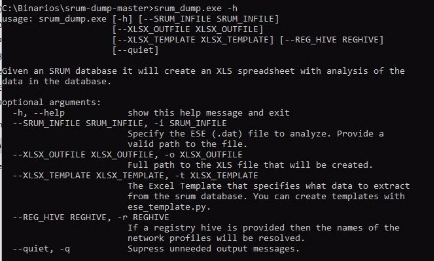 C:\Binarios\srum-dump-master>srum_dump.exe -h
usage: srum_dump.exe [-h] [--SRUM_INFILE SRUM_INFILE]
[--XLSX_OUTFILE XLSX_OUTFILE]
[--XLSX_TEMPLATE XLSX_TEMPLATE] [--REG_HIVE REGHIVE]
[--quiet]
Given an SRUM database it will create an XLS spreadsheet with analysis of the
data in the database.
optional arguments:
-h, --help show this help message and exit
--SRUM_INFILE SRUM_INFILE, -i SRUM_INFILE
Specify the ESE (.dat) file to analyze. Provide a
valid path to the file.
--XLSX_OUTFILE XLSX_OUTFILE, -o XLSX_OUTFILE
Full path to the XLS file that will be created.
--XLSX_TEMPLATE XLSX_TEMPLATE, -t XLSX_TEMPLATE
The Excel Template that specifies what data to extract
from the srum database. You can create templates with
ese_template.py.
--REG_HIVE REGHIVE, -r REGHIVE
If a registry hive is provided then the names of the
network profiles will be resolved.
--quiet, -q Supress unneeded output messages.